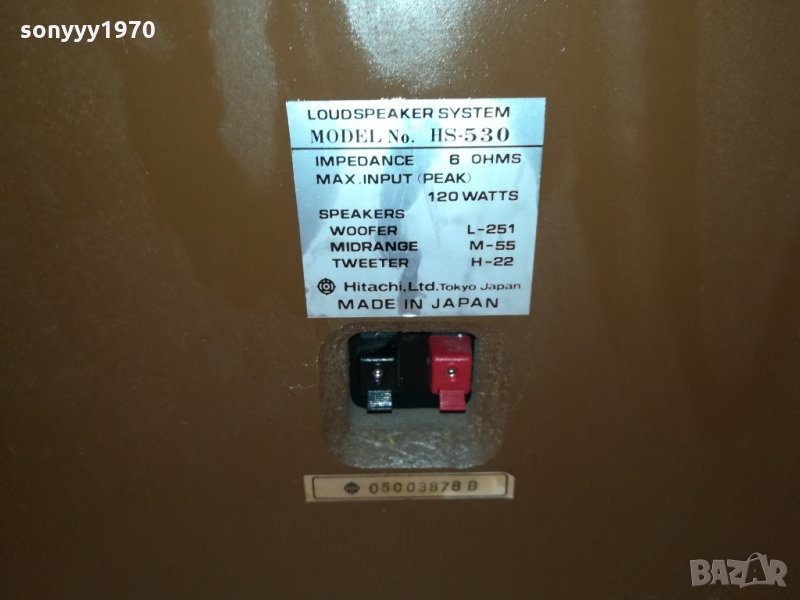 sonyyy1970
LOUDSPEAKER SYSTEM
MODEL No. HS-530
IMPEDANCE 6 OHMS
MAX.INPUT (PEAK)
120 WATTS
SPEAKERS
WOOFER L-251
MIDRANGE M-55
TWEETER H-22
Hitachi, Ltd. Tokyo Japan
MADE IN JAPAN
05003878 B
BAZAR